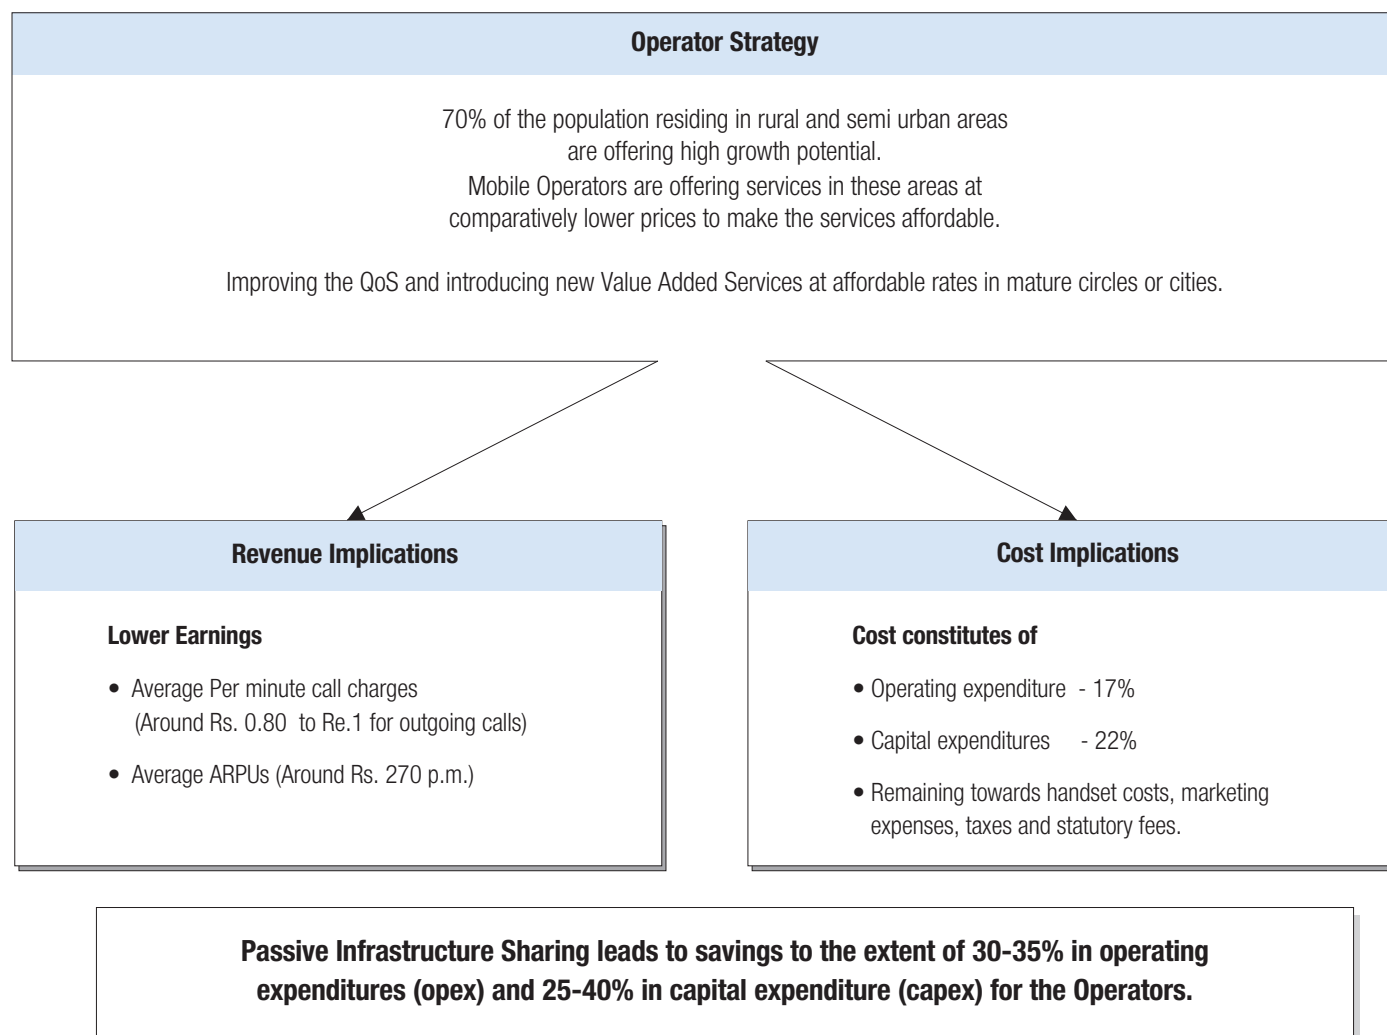 Operator Strategy
70% of the population residing in rural and semi urban areas
are offering high growth potential.
Mobile Operators are offering services in these areas at
comparatively lower prices to make the services affordable.
Improving the QoS and introducing new Value Added Services at affordable rates in mature circles or cities.
Revenue Implications
Lower Earnings
• Average Per minute call charges
(Around Rs. 0.80 to Re.1 for outgoing calls)
• Average ARPUs (Around Rs. 270 p.m.)
Cost Implications
Cost constitutes of
• Operating expenditure - 17%
• Capital expenditures - 22%
• Remaining towards handset costs, marketing
expenses, taxes and statutory fees.
Passive Infrastructure Sharing leads to savings to the extent of 30-35% in operating
expenditures (opex) and 25-40% in capital expenditure (capex) for the Operators.